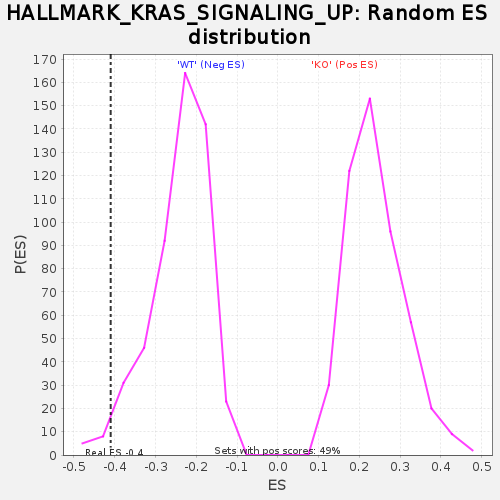 HALLMARK_KRAS_SIGNALING_UP: Random ES
distribution
'WT' (Neg ES) 'KO' (Pos ES)
170
160
150
140
130
120
110
100
90
80
70
60
50
40
30
20
10
0
P(ES)
Real ES -0.4 Sets with pos scores: 49%
-0.5 -0.4 -0.3 -0.2 -0.1 0.0 0.1 0.2 0.3 0.4 0.5
ES